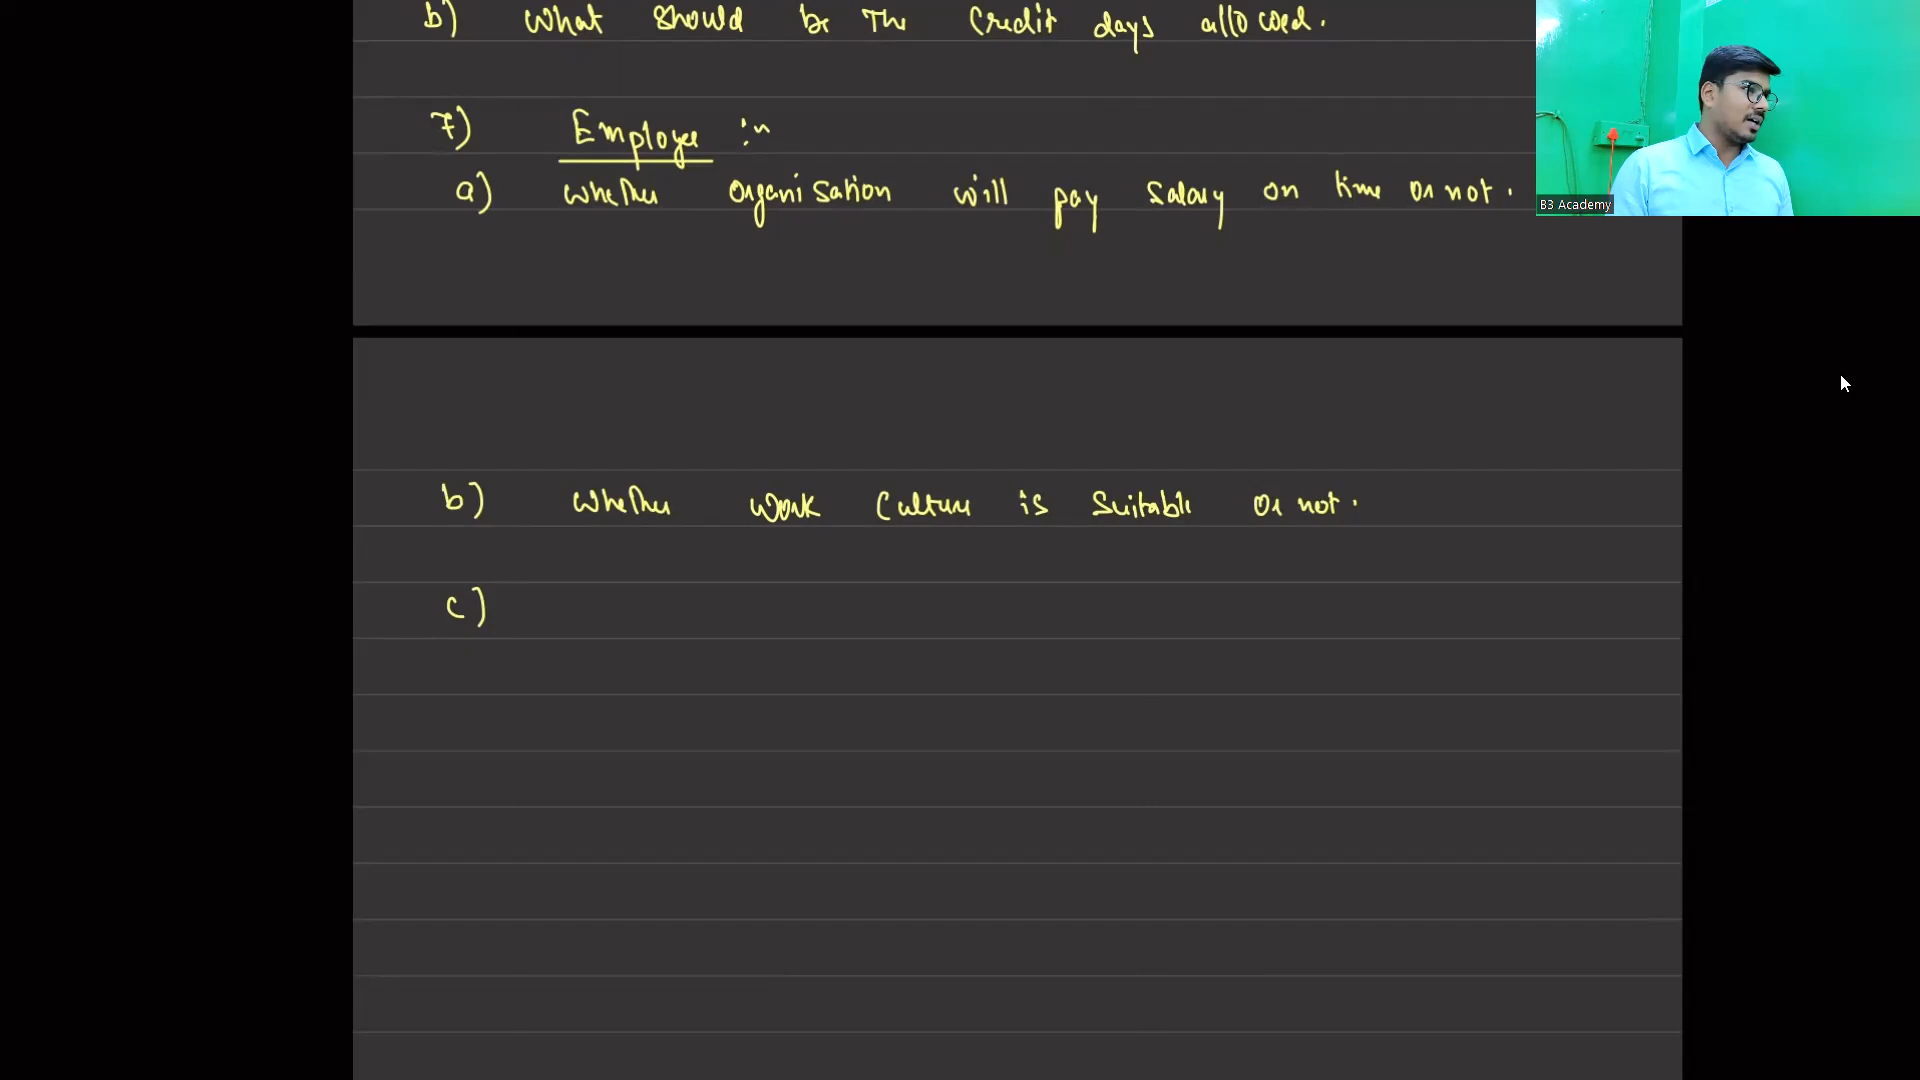 b) What should be The Credit days allowed.
7) Employee :~
a) Whether Organisation will pay Salary on time or not.
B3 Academy
b) Whether Work Culture is Suitable Or not.
c)